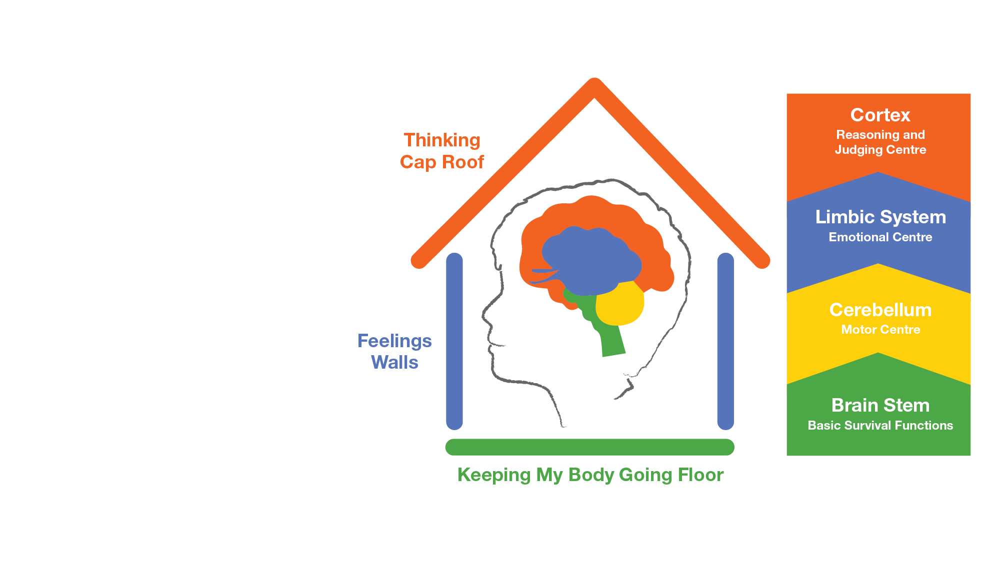 Thinking
Cap Roof
Feelings
Walls
Keeping My Body Going Floor
Cortex
Reasoning and
Judging Centre
Limbic System
Emotional Centre
Cerebellum
Motor Centre
Brain Stem
Basic Survival Functions